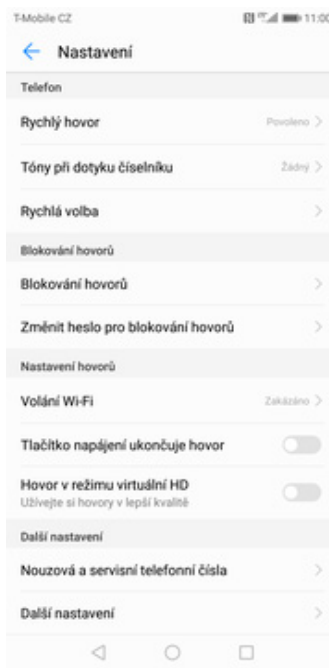 T-Mobile CZ 11:00
Nastavení
Telefon
Rychlý hovor Povoleno
Tóny při dotyku číselníku Žádný
Rychlá volba
Blokování hovorů
Blokování hovorů
Změnit heslo pro blokování hovorů
Nastavení hovorů
Volání Wi-Fi Zakázáno
Tlačítko napájení ukončuje hovor
Hovor v režimu virtuální HD
Užívejte si hovory v lepší kvalitě
Další nastavení
Nouzová a servisní telefonní čísla
Další nastavení